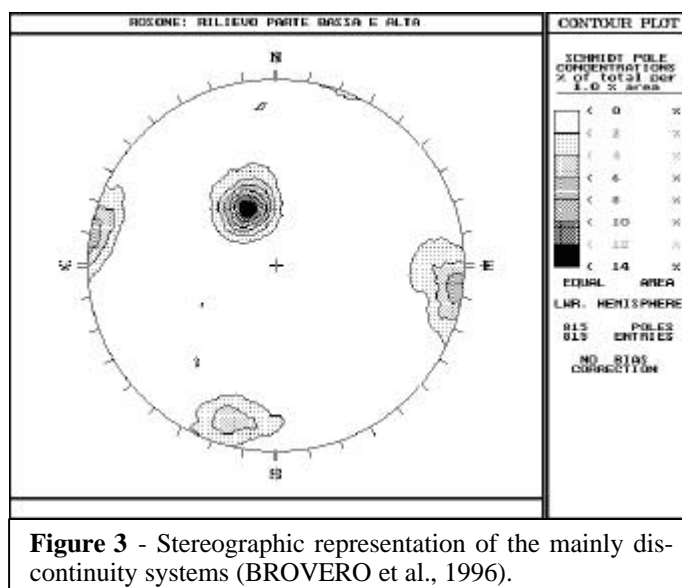 ROSONE: RILIEVO PARTE BASSA E ALTA
N
E
S
CONTOUR PLOT
SCHMIDT POLE
CONCENTRATIONS
% of total per
1.0 % area
< 0 %
< 2 %
< 4 %
< 6 %
< 8 %
< 10 %
< 12 %
< 14 %
EQUAL AREA
LWR. HEMISPHERE
815 POLES
815 ENTRIES
NO BIAS
CORRECTION
Figure 3 - Stereographic representation of the mainly dis-
continuity systems (BROVERO et al., 1996).